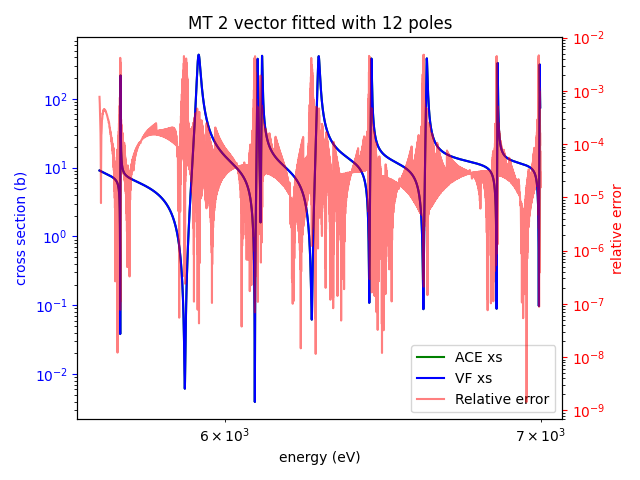 MT 2 vector fitted with 12 poles
cross section (b)
10²
10¹
10⁰
10⁻¹
10⁻²
10⁻²
10⁻³
10⁻⁴
10⁻⁵
10⁻⁶
10⁻⁷
10⁻⁸
10⁻⁹
relative error
ACE xs
VF xs
Relative error
6 × 10³
7 × 10³
energy (eV)